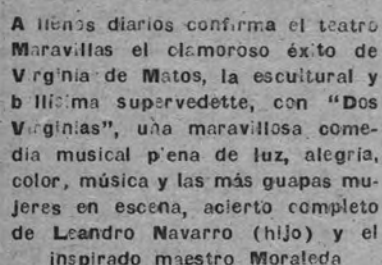 A llenos diarios confirma el teatro
Maravillas el clamoroso éxito de
Virginia de Matos, la escultural y
bellísima supervedette, con "Dos
Virginias", una maravillosa come-
dia musical plena de luz, alegría,
color, música y las más guapas mu-
jeres en escena, acierto completo
de Leandro Navarro (hijo) y el
inspirado maestro Moraleda